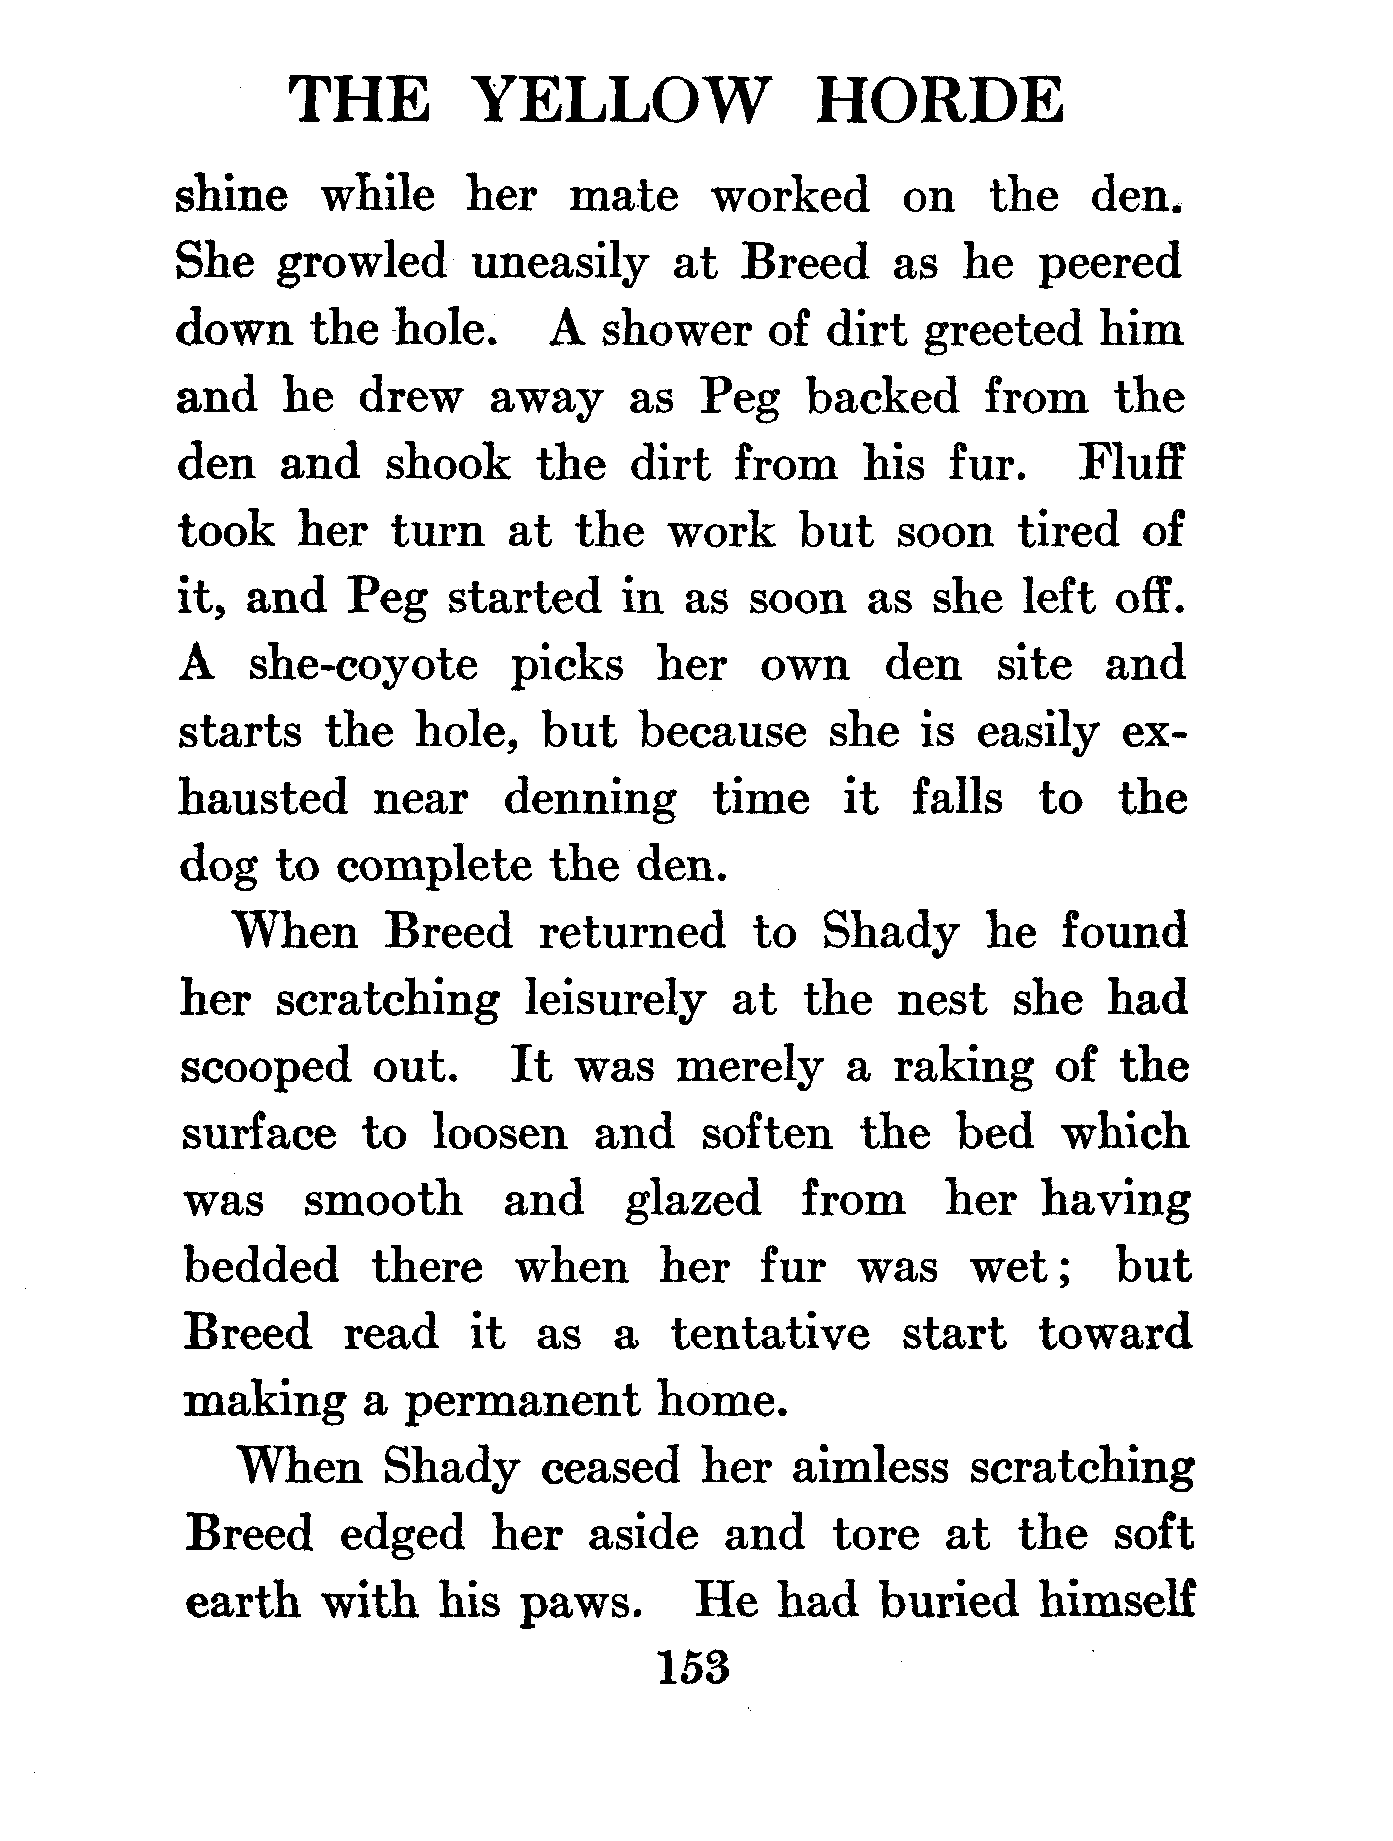 THE YELLOW HORDE
shine while her mate worked on the den.
She growled uneasily at Breed as he peered
down the hole. A shower of dirt greeted him
and he drew away as Peg backed from the
den and shook the dirt from his fur. Fluff
took her turn at the work but soon tired of
it, and Peg started in as soon as she left off.
A she-coyote picks her own den site and
starts the hole, but because she is easily ex-
hausted near denning time it falls to the
dog to complete the den.
When Breed returned to Shady he found
her scratching leisurely at the nest she had
scooped out. It was merely a raking of the
surface to loosen and soften the bed which
was smooth and glazed from her having
bedded there when her fur was wet; but
Breed read it as a tentative start toward
making a permanent home.
When Shady ceased her aimless scratching
Breed edged her aside and tore at the soft
earth with his paws. He had buried himself
153